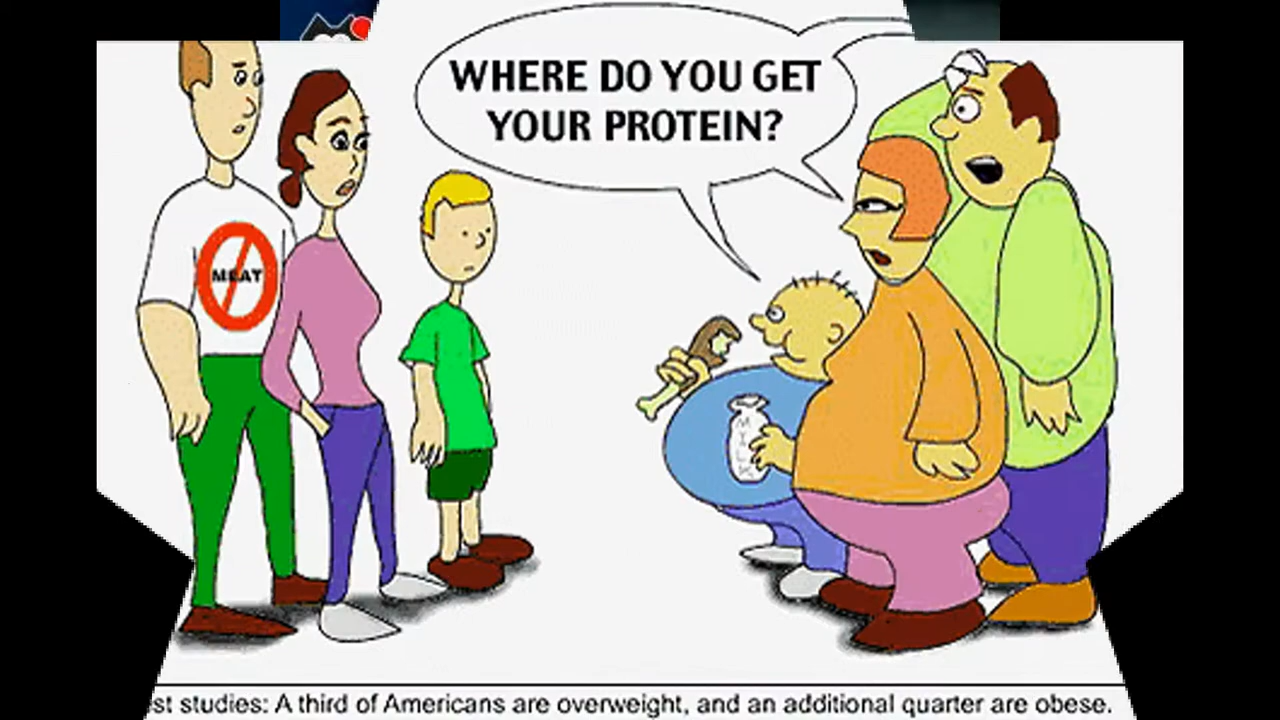 WHERE DO YOU GET
YOUR PROTEIN?
MEAT
MILK
st studies: A third of Americans are overweight, and an additional quarter are obese.